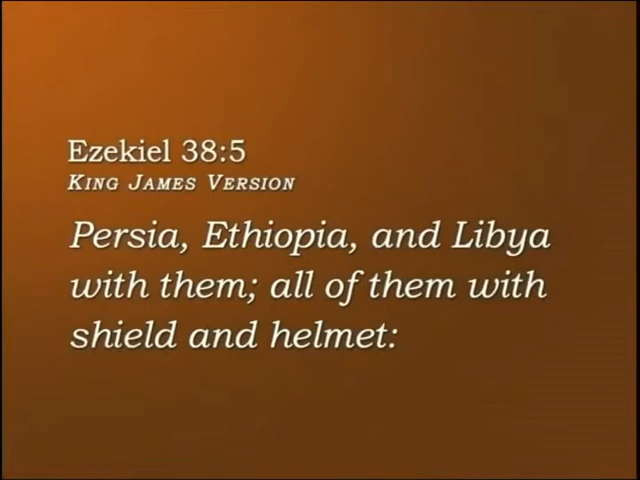 Ezekiel 38:5
King James Version
Persia, Ethiopia, and Libya
with them; all of them with
shield and helmet: